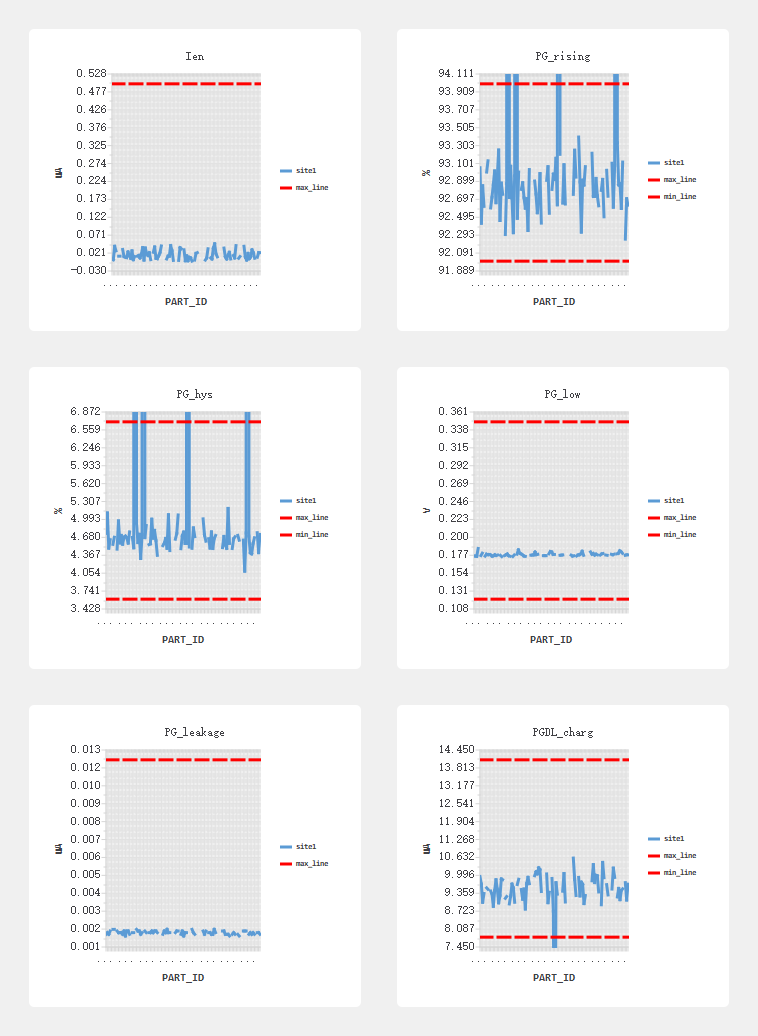 Ien
0.528
0.477
0.426
0.376
0.325
0.274
0.224
0.173
0.122
0.071
0.021
-0.030
uA
PART_ID
site1
max_line
PG_rising
94.111
93.909
93.707
93.505
93.303
93.101
92.899
92.697
92.495
92.293
92.091
91.889
%
PART_ID
site1
max_line
min_line
PG_hys
6.872
6.559
6.246
5.933
5.620
5.307
4.993
4.680
4.367
4.054
3.741
3.428
%
PART_ID
site1
max_line
min_line
PG_low
0.361
0.338
0.315
0.292
0.269
0.246
0.223
0.200
0.177
0.154
0.131
0.108
V
PART_ID
site1
max_line
min_line
PG_leakage
0.013
0.012
0.010
0.009
0.008
0.007
0.006
0.005
0.004
0.003
0.002
0.001
uA
PART_ID
site1
max_line
PGDL_charg
14.450
13.813
13.177
12.541
11.904
11.268
10.632
9.996
9.359
8.723
8.087
7.450
uA
PART_ID
site1
max_line
min_line